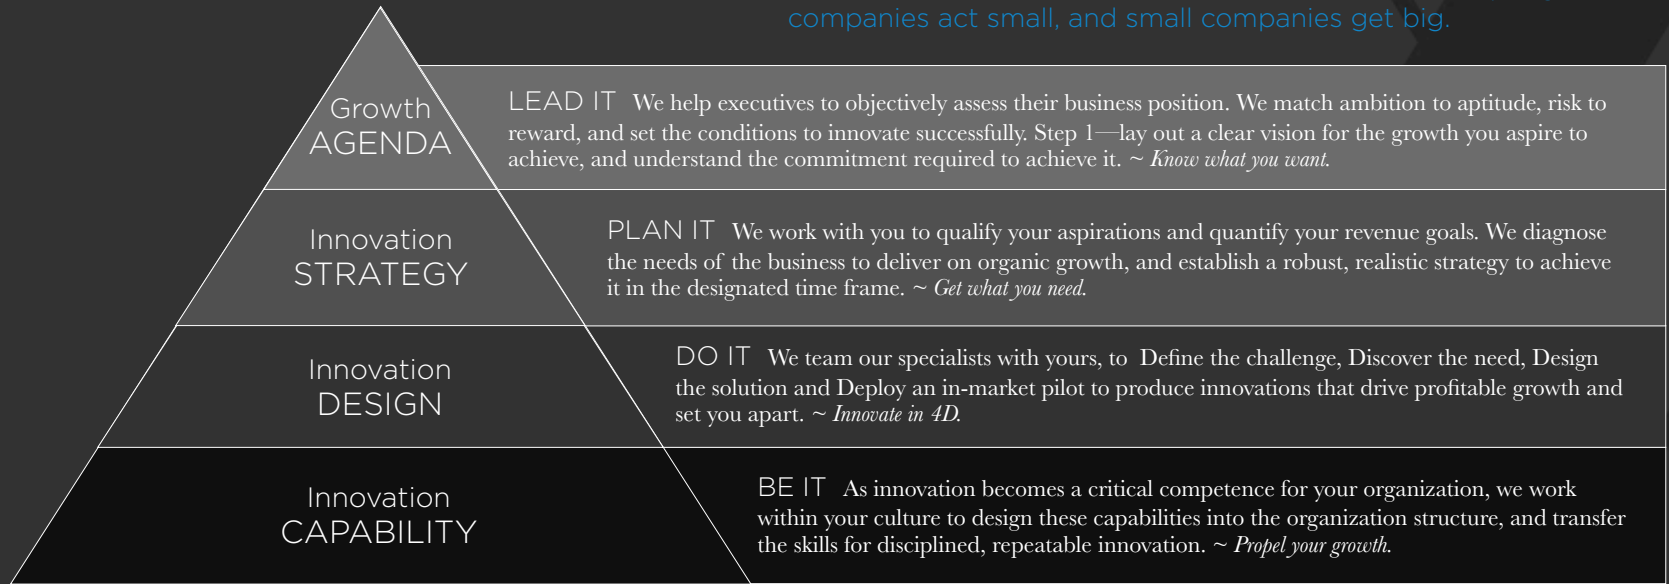 companies act small, and small companies get big.
Growth
AGENDA
LEAD IT We help executives to objectively assess their business position. We match ambition to aptitude, risk to
reward, and set the conditions to innovate successfully. Step 1—lay out a clear vision for the growth you aspire to
achieve, and understand the commitment required to achieve it. ~ Know what you want.
Innovation
STRATEGY
PLAN IT We work with you to qualify your aspirations and quantify your revenue goals. We diagnose
the needs of the business to deliver on organic growth, and establish a robust, realistic strategy to achieve
it in the designated time frame. ~ Get what you need.
Innovation
DESIGN
DO IT We team our specialists with yours, to Define the challenge, Discover the need, Design
the solution and Deploy an in-market pilot to produce innovations that drive profitable growth and
set you apart. ~ Innovate in 4D.
Innovation
CAPABILITY
BE IT As innovation becomes a critical competence for your organization, we work
within your culture to design these capabilities into the organization structure, and transfer
the skills for disciplined, repeatable innovation. ~ Propel your growth.